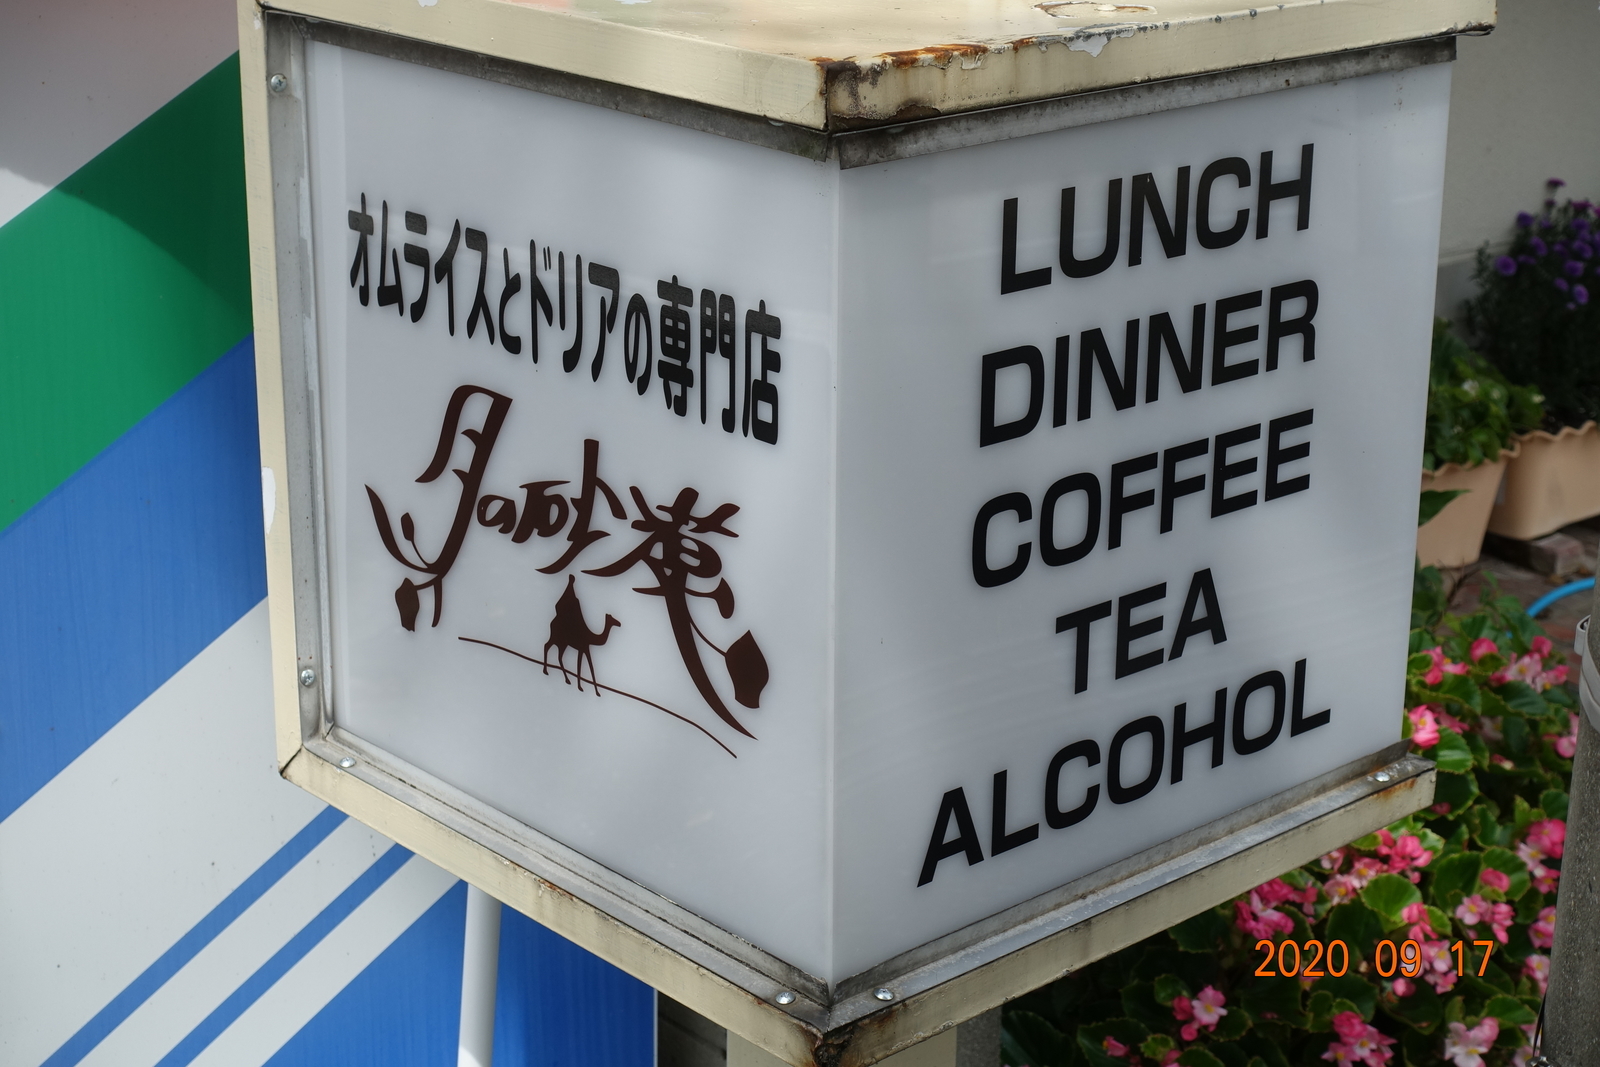 オムライスとドリアの専門店
月の砂漠
LUNCH
DINNER
COFFEE
TEA
ALCOHOL
2020 09 17